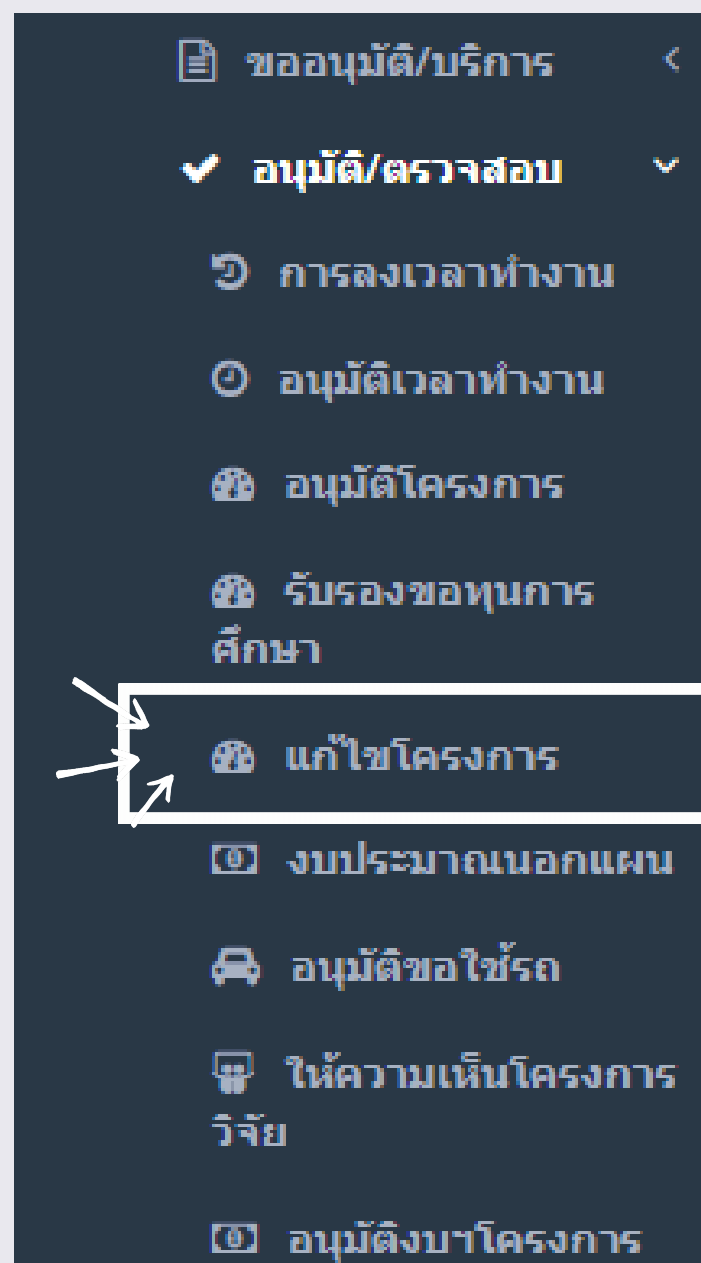 ขออนุมัติ/บริการ
อนุมัติ/ตรวจสอบ
การลงเวลาทำงาน
อนุมัติเวลาทำงาน
อนุมัติโครงการ
รับรองขอทุนการ
ศึกษา
แก้ไขโครงการ
งบประมาณนอกแผน
อนุมัติขอใช้รถ
ให้ความเห็นโครงการ
วิจัย
อนุมัติงบฯโครงการ